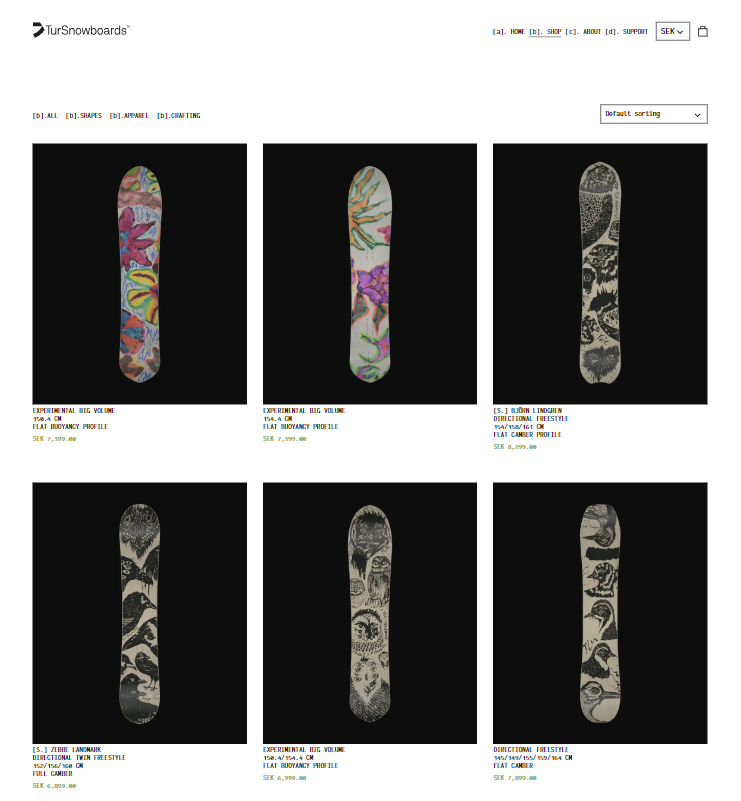 TurSnowboards™
[a]. HOME [b]. SHOP [c]. ABOUT [d]. SUPPORT SEK
[b].ALL [b].SHAPES [b].APPAREL [b].CRAFTING
Default sorting
EXPERIMENTAL BIG VOLUME
150.4 CM
FLAT BUOYANCY PROFILE
SEK 7,399.00
EXPERIMENTAL BIG VOLUME
154.4 CM
FLAT BUOYANCY PROFILE
SEK 7,399.00
[S.] BJÖRN LINDGREN
DIRECTIONAL FREESTYLE
154/158/161 CM
FLAT CAMBER PROFILE
SEK 8,299.00
[S.] ZEBBE LANDMARK
DIRECTIONAL TWIN FREESTYLE
152/156/160 CM
FULL CAMBER
SEK 6,899.00
EXPERIMENTAL BIG VOLUME
150.4/154.4 CM
FLAT BUOYANCY PROFILE
SEK 6,999.00
DIRECTIONAL FREESTYLE
145/149/155/159/164 CM
FLAT CAMBER
SEK 7,899.00